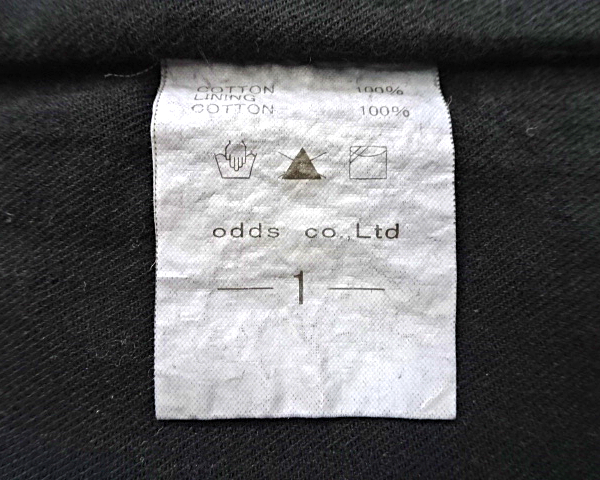 COTTON 100%
LINING
COTTON 100%
odds co.,Ltd
1